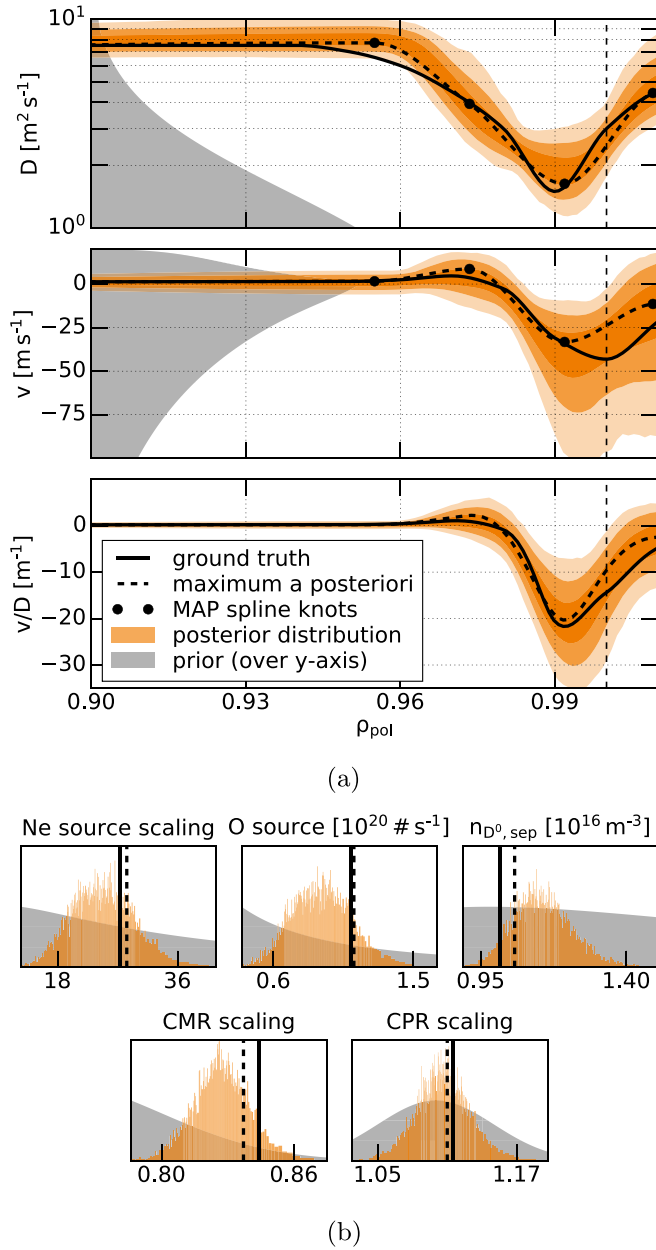 10¹
D [m² s⁻¹]
10⁰
0
−25
−50
−75
v [m s⁻¹]
0
−10
−20
−30
v/D [m⁻¹]
ground truth
maximum a posteriori
MAP spline knots
posterior distribution
prior (over y-axis)
0.90 0.93 0.96 0.99
ρpol
(a)
Ne source scaling O source [10²⁰ # s⁻¹] n_D⁰,sep [10¹⁶ m⁻³]
18 36 0.6 1.5 0.95 1.40
CMR scaling CPR scaling
0.80 0.86 1.05 1.17
(b)